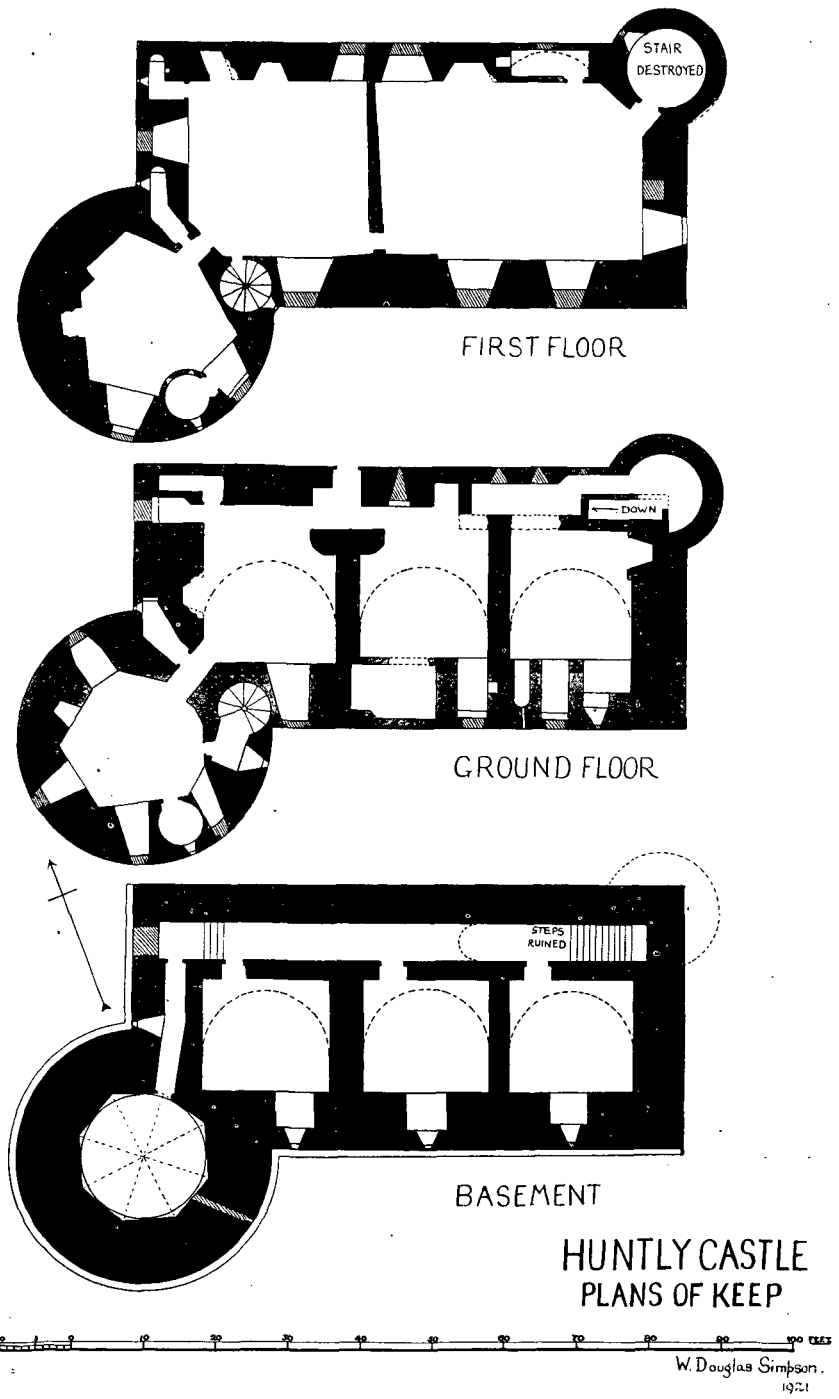 STAIR
DESTROYED
FIRST FLOOR
DOWN
GROUND FLOOR
STEPS
RUINED
BASEMENT
HUNTLY CASTLE
PLANS OF KEEP
0 10 20 30 40 50 60 70 80 90 100 FEET
W. Douglas Simpson.
1921